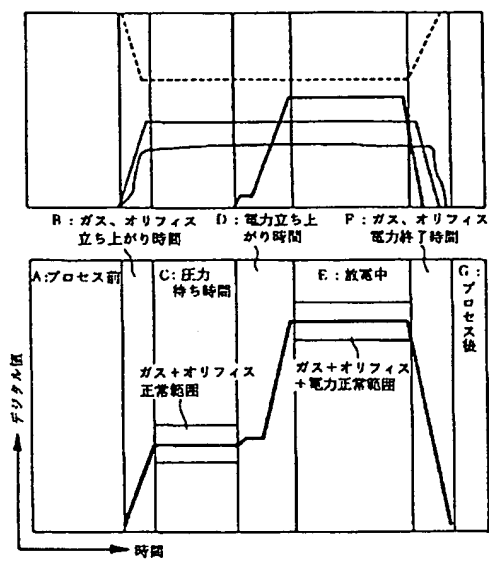 B：ガス、オリフィス
立ち上がり時間
D：電力立ち上
がり時間
F：ガス、オリフィス
電力終了時間
A:プロセス前
C：圧力
待ち時間
E：放電中
G：プロセス後
ガス＋オリフィス
正常範囲
ガス＋オリフィス
＋電力正常範囲
デジタル値
時間